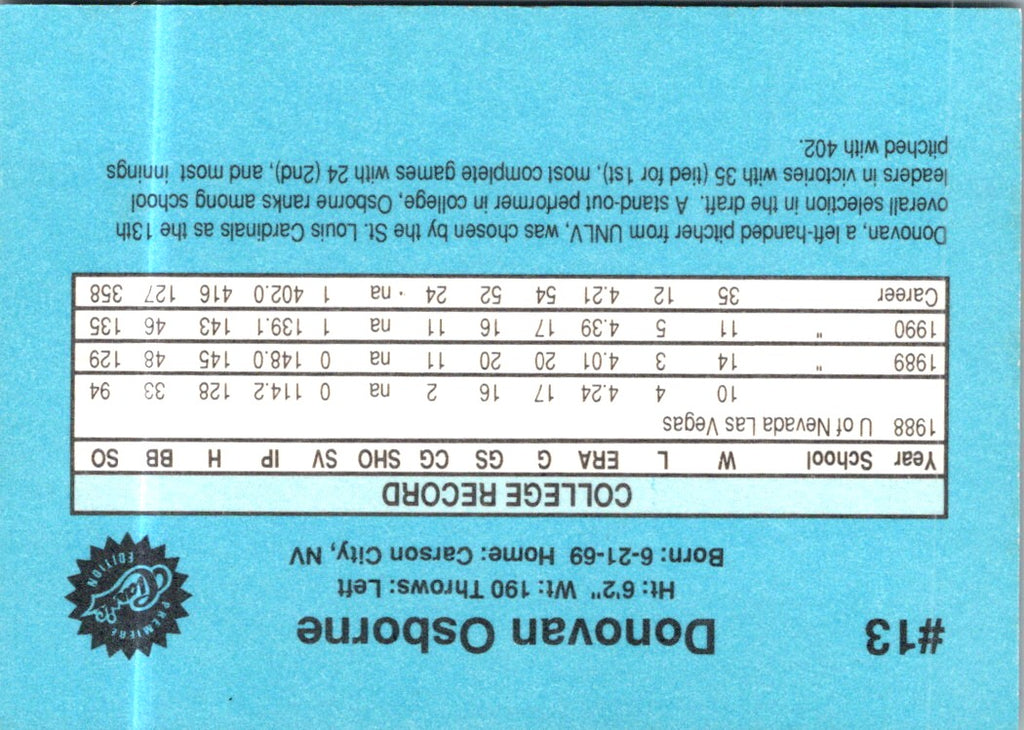 #13 Donovan Osborne
Ht: 6'2" Wt: 190 Throws: Left
Born: 6-21-69 Home: Carson City, NV
PREMIERE Classic EDITION
COLLEGE RECORD
Year School W L ERA G GS CG SHO SV IP H BB SO
1988 U of Nevada Las Vegas
10 4 4.24 17 16 2 na 0 114.2 128 33 94
1989 " 14 3 4.01 20 20 11 na 0 148.0 145 48 129
1990 " 11 5 4.39 17 16 11 na 1 139.1 143 46 135
Career 35 12 4.21 54 52 24 na 1 402.0 416 127 358
Donovan, a left-handed pitcher from UNLV, was chosen by the St. Louis Cardinals as the 13th
overall selection in the draft. A stand-out performer in college, Osborne ranks among school
leaders in victories with 35 (tied for 1st), most complete games with 24 (2nd), and most innings
pitched with 402.